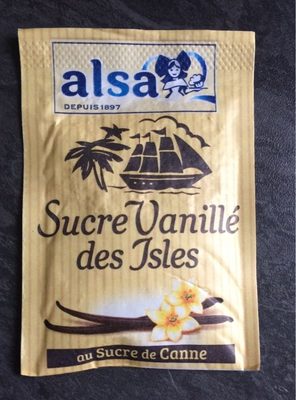 alsa
DEPUIS 1897
Sucre Vanillé
des Isles
au Sucre de Canne